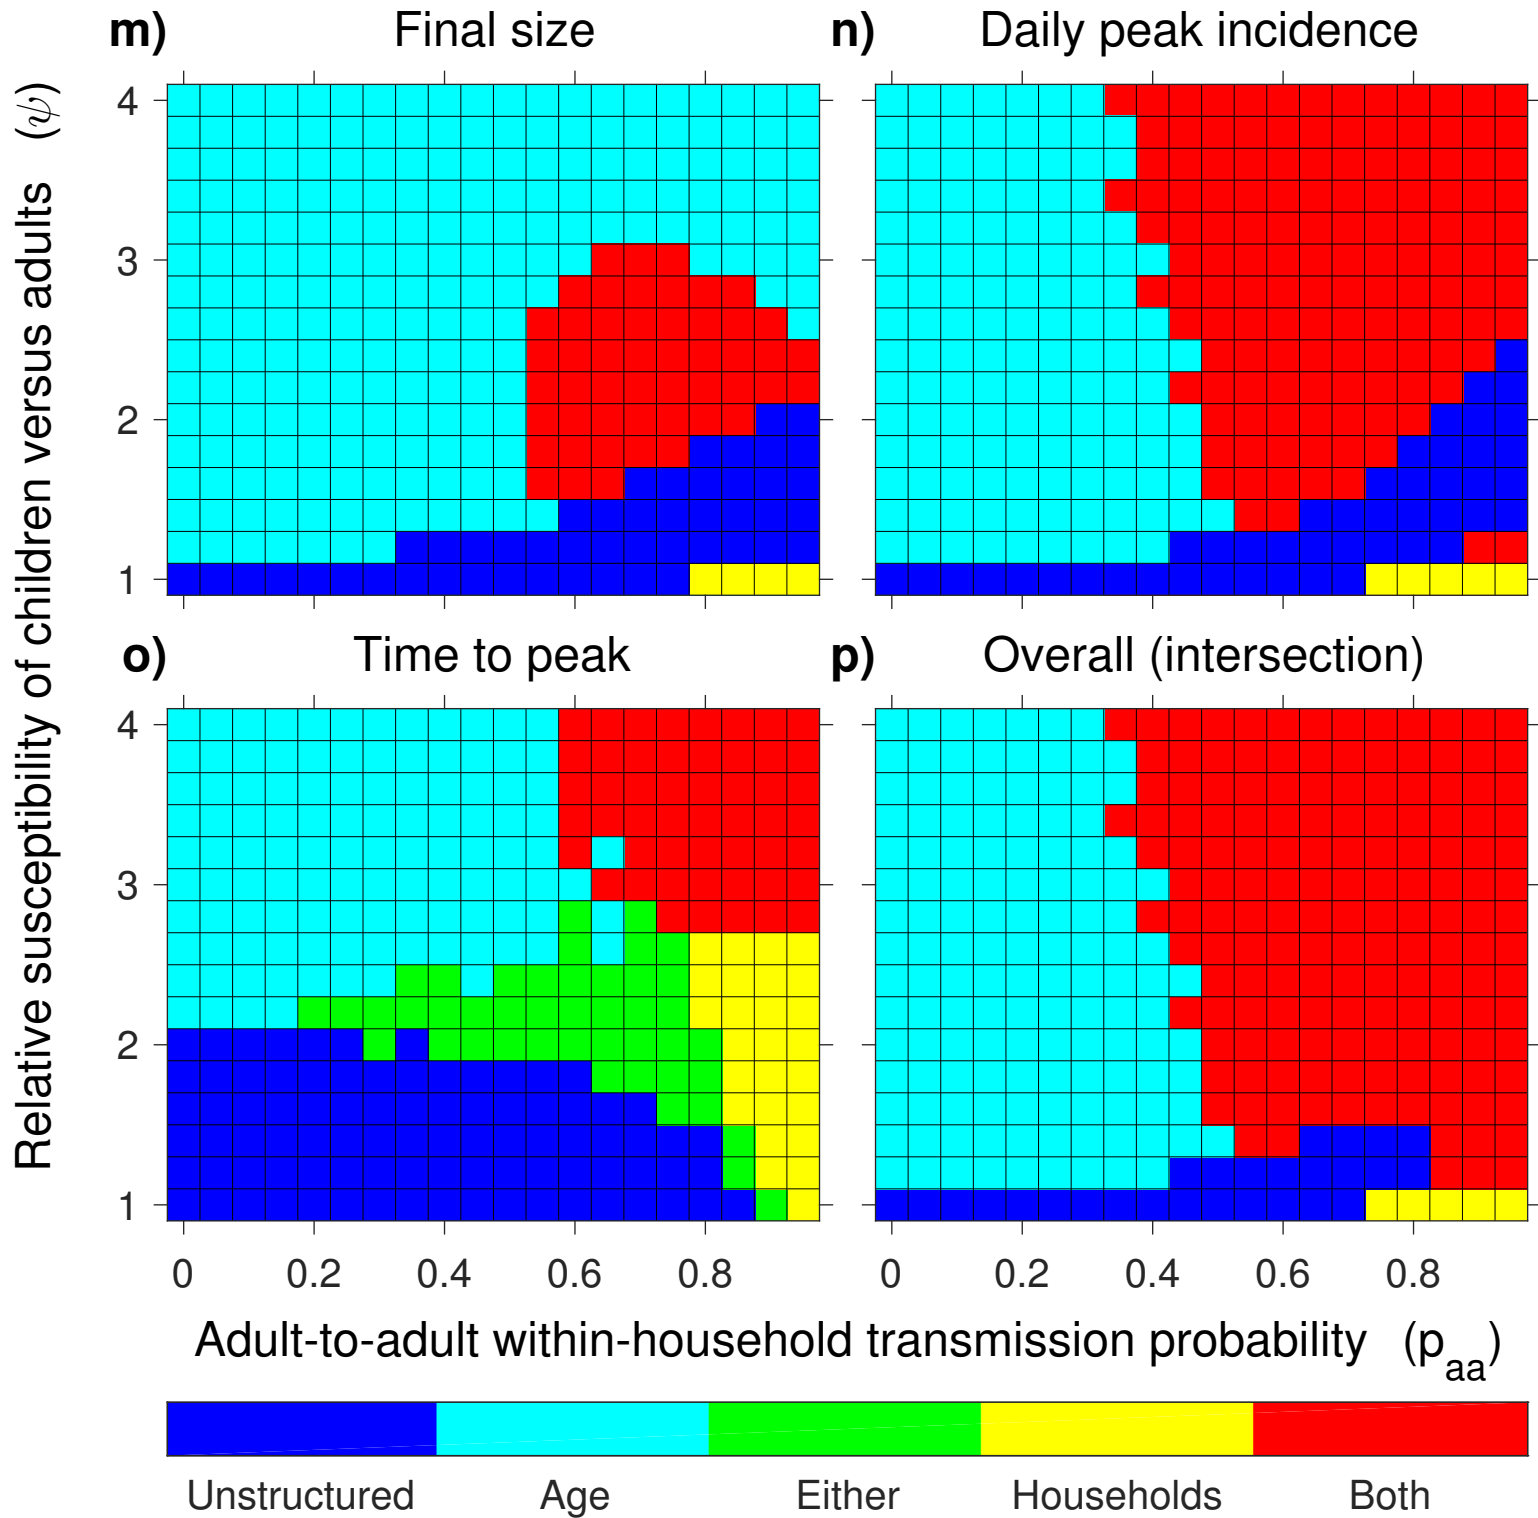 m) Final size
n) Daily peak incidence
Relative susceptibility of children versus adults (ψ)
4
3
2
1
o) Time to peak
p) Overall (intersection)
4
3
2
1
0 0.2 0.4 0.6 0.8
0 0.2 0.4 0.6 0.8
Adult-to-adult within-household transmission probability (p_aa)
Unstructured Age Either Households Both